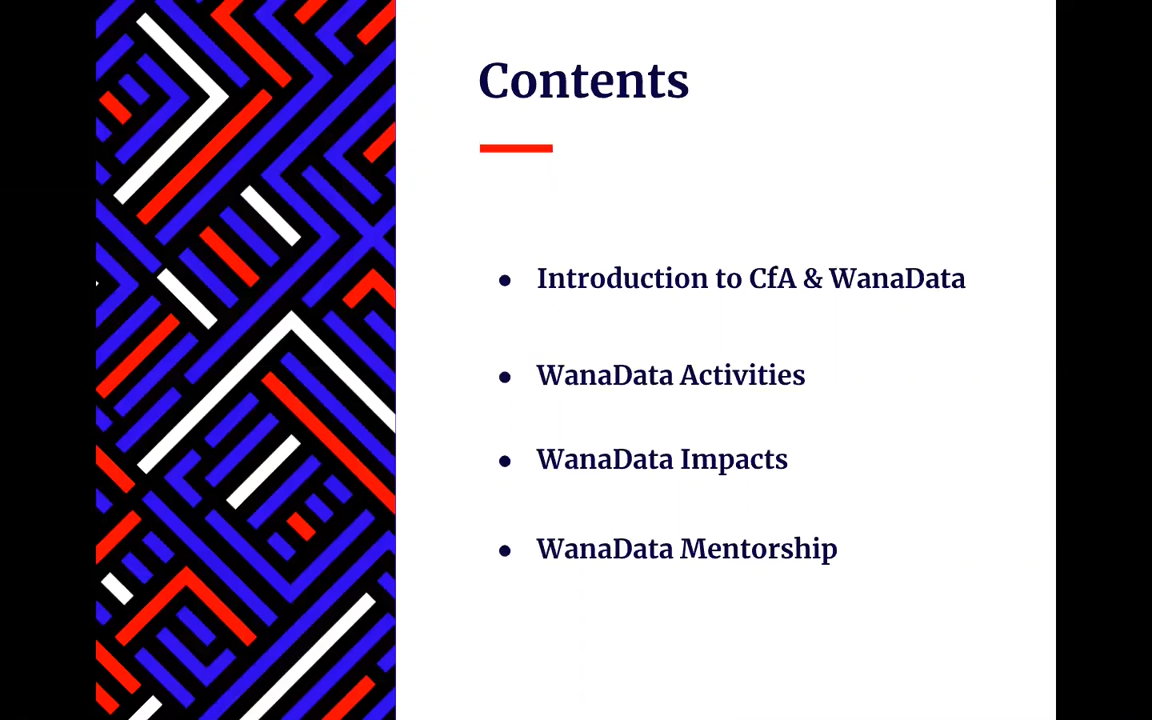 Contents
● Introduction to CfA & WanaData
● WanaData Activities
● WanaData Impacts
● WanaData Mentorship